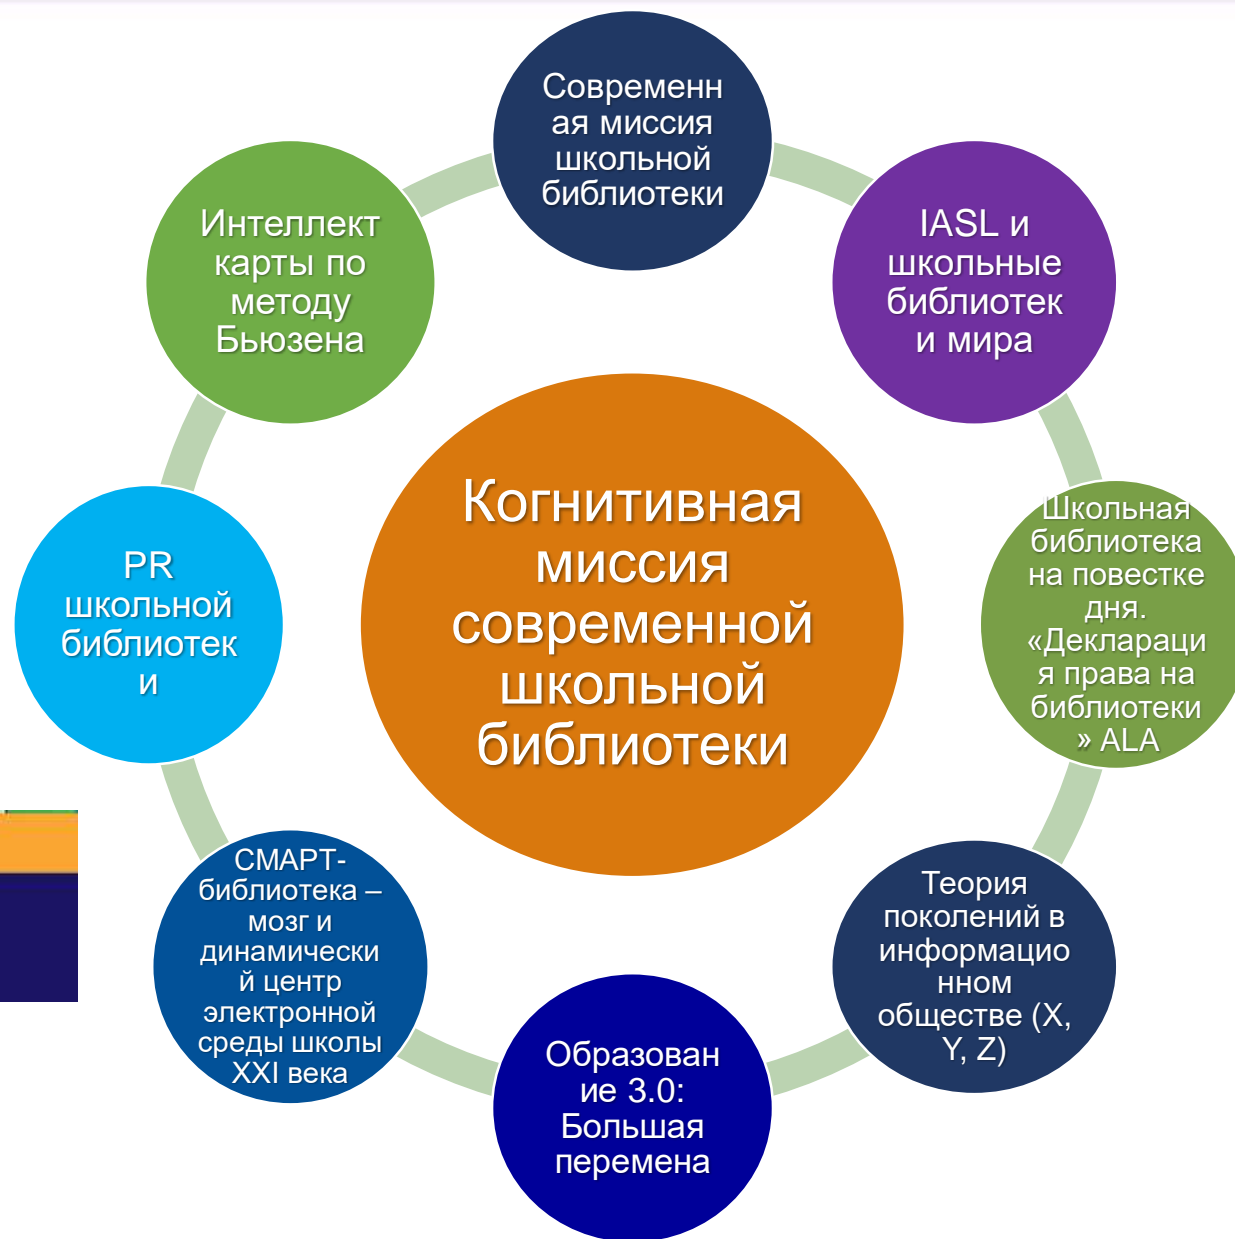 Современн
ая миссия
школьной
библиотеки
IASL и
школьные
библиотек
и мира
Школьная
библиотека
на повестке
дня.
«Деклараци
я права на
библиотеки
» ALA
Теория
поколений в
информацио
нном
обществе (X,
Y, Z)
Образован
ие 3.0:
Большая
перемена
СМАРТ-
библиотека –
мозг и
динамически
й центр
электронной
среды школы
XXI века
PR
школьной
библиотек
и
Интеллект
карты по
методу
Бьюзена
Когнитивная
миссия
современной
школьной
библиотеки